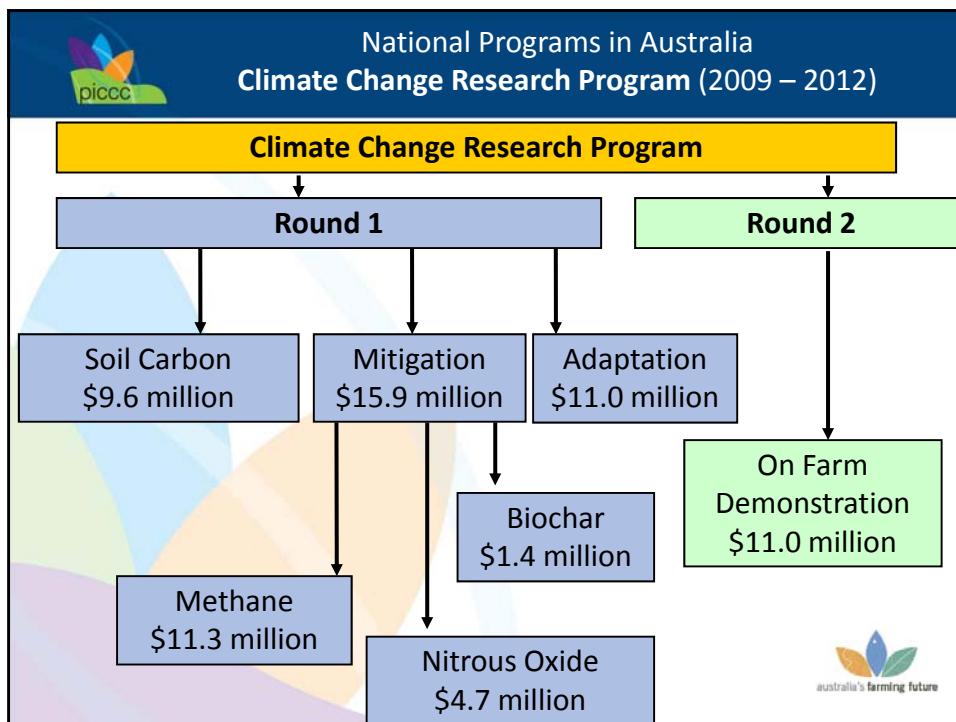 National Programs in Australia
Climate Change Research Program (2009 – 2012)
piccc
Climate Change Research Program
Round 1
Round 2
Soil Carbon
$9.6 million
Mitigation
$15.9 million
Adaptation
$11.0 million
On Farm
Demonstration
$11.0 million
Biochar
$1.4 million
Methane
$11.3 million
Nitrous Oxide
$4.7 million
australia's farming future